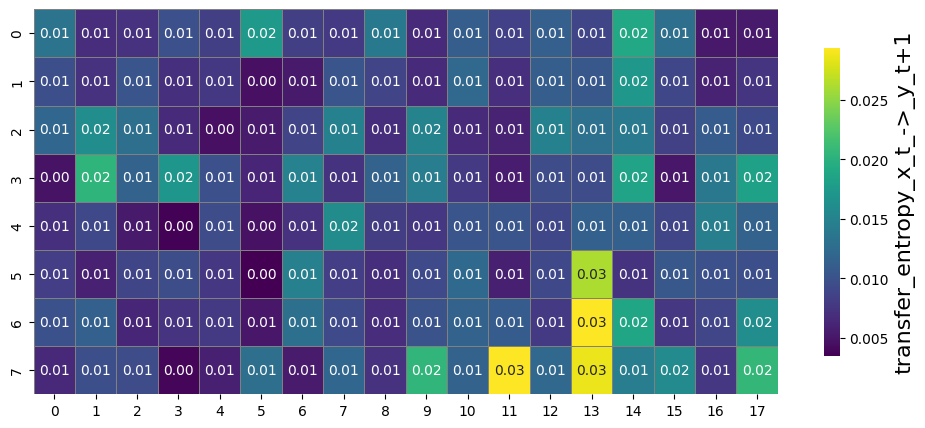 0 0.01 0.01 0.01 0.01 0.01 0.02 0.01 0.01 0.01 0.01 0.01 0.01 0.01 0.01 0.02 0.01 0.01 0.01
1 0.01 0.01 0.01 0.01 0.01 0.00 0.01 0.01 0.01 0.01 0.01 0.01 0.01 0.01 0.02 0.01 0.01 0.01
2 0.01 0.02 0.01 0.01 0.00 0.01 0.01 0.01 0.01 0.02 0.01 0.01 0.01 0.01 0.01 0.01 0.01 0.01
3 0.00 0.02 0.01 0.02 0.01 0.01 0.01 0.01 0.01 0.01 0.01 0.01 0.01 0.01 0.02 0.01 0.01 0.02
4 0.01 0.01 0.01 0.00 0.01 0.00 0.01 0.02 0.01 0.01 0.01 0.01 0.01 0.01 0.01 0.01 0.01 0.01
5 0.01 0.01 0.01 0.01 0.01 0.00 0.01 0.01 0.01 0.01 0.01 0.01 0.01 0.03 0.01 0.01 0.01 0.01
6 0.01 0.01 0.01 0.01 0.01 0.01 0.01 0.01 0.01 0.01 0.01 0.01 0.01 0.03 0.02 0.01 0.01 0.02
7 0.01 0.01 0.01 0.00 0.01 0.01 0.01 0.01 0.01 0.02 0.01 0.03 0.01 0.03 0.01 0.02 0.01 0.02
0 1 2 3 4 5 6 7 8 9 10 11 12 13 14 15 16 17
0.025
0.020
0.015
0.010
0.005
transfer_entropy_x_t_->_y_t+1